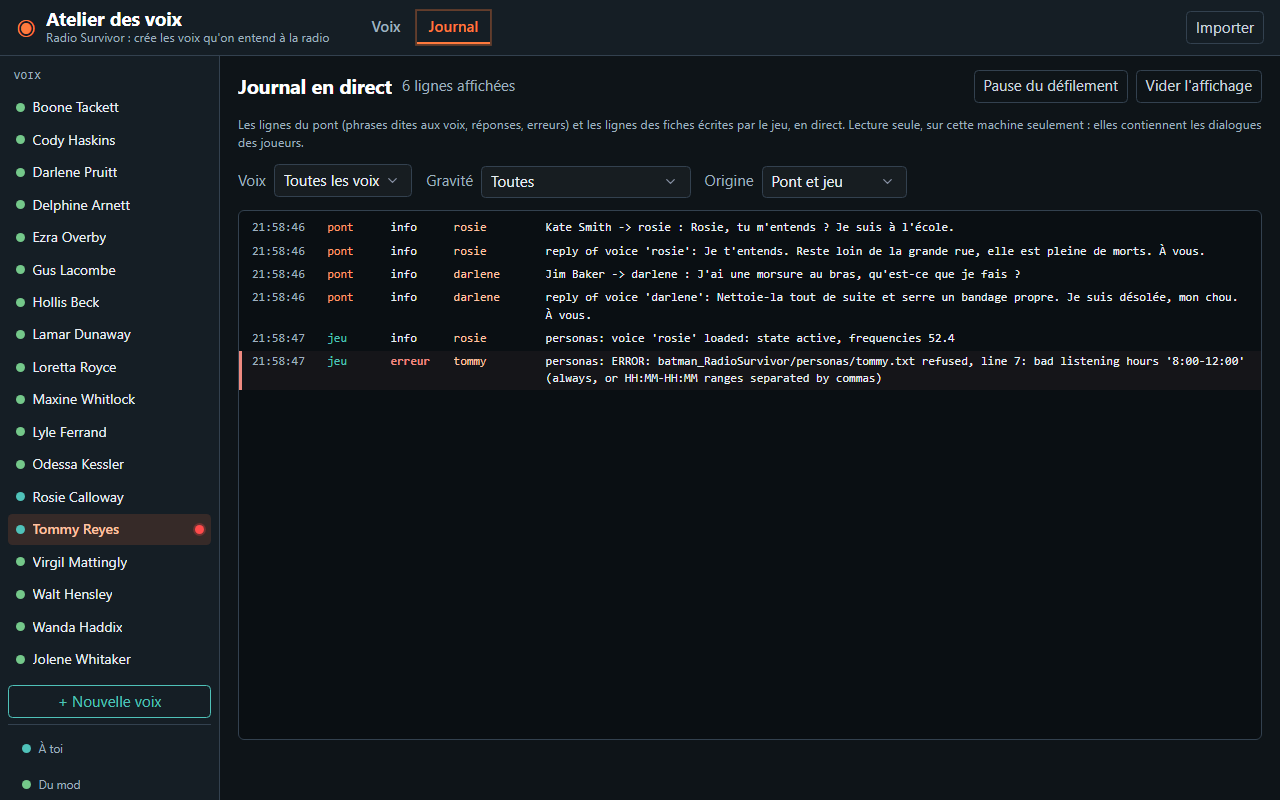 Atelier des voix
Radio Survivor : crée les voix qu'on entend à la radio
Voix
Journal
Importer
VOIX
Boone Tackett
Cody Haskins
Darlene Pruitt
Delphine Arnett
Ezra Overby
Gus Lacombe
Hollis Beck
Lamar Dunaway
Loretta Royce
Maxine Whitlock
Lyle Ferrand
Odessa Kessler
Rosie Calloway
Tommy Reyes
Virgil Mattingly
Walt Hensley
Wanda Haddix
Jolene Whitaker
+ Nouvelle voix
À toi
Du mod
Journal en direct 6 lignes affichées
Pause du défilement
Vider l'affichage
Les lignes du pont (phrases dites aux voix, réponses, erreurs) et les lignes des fiches écrites par le jeu, en direct. Lecture seule, sur cette machine seulement : elles contiennent les dialogues
des joueurs.
Voix Toutes les voix Gravité Toutes Origine Pont et jeu
21:58:46 pont info rosie Kate Smith -> rosie : Rosie, tu m'entends ? Je suis à l'école.
21:58:46 pont info rosie reply of voice 'rosie': Je t'entends. Reste loin de la grande rue, elle est pleine de morts. À vous.
21:58:46 pont info darlene Jim Baker -> darlene : J'ai une morsure au bras, qu'est-ce que je fais ?
21:58:46 pont info darlene reply of voice 'darlene': Nettoie-la tout de suite et serre un bandage propre. Je suis désolée, mon chou.
À vous.
21:58:47 jeu info rosie personas: voice 'rosie' loaded: state active, frequencies 52.4
21:58:47 jeu erreur tommy personas: ERROR: batman_RadioSurvivor/personas/tommy.txt refused, line 7: bad listening hours '8:00-12:00'
(always, or HH:MM-HH:MM ranges separated by commas)